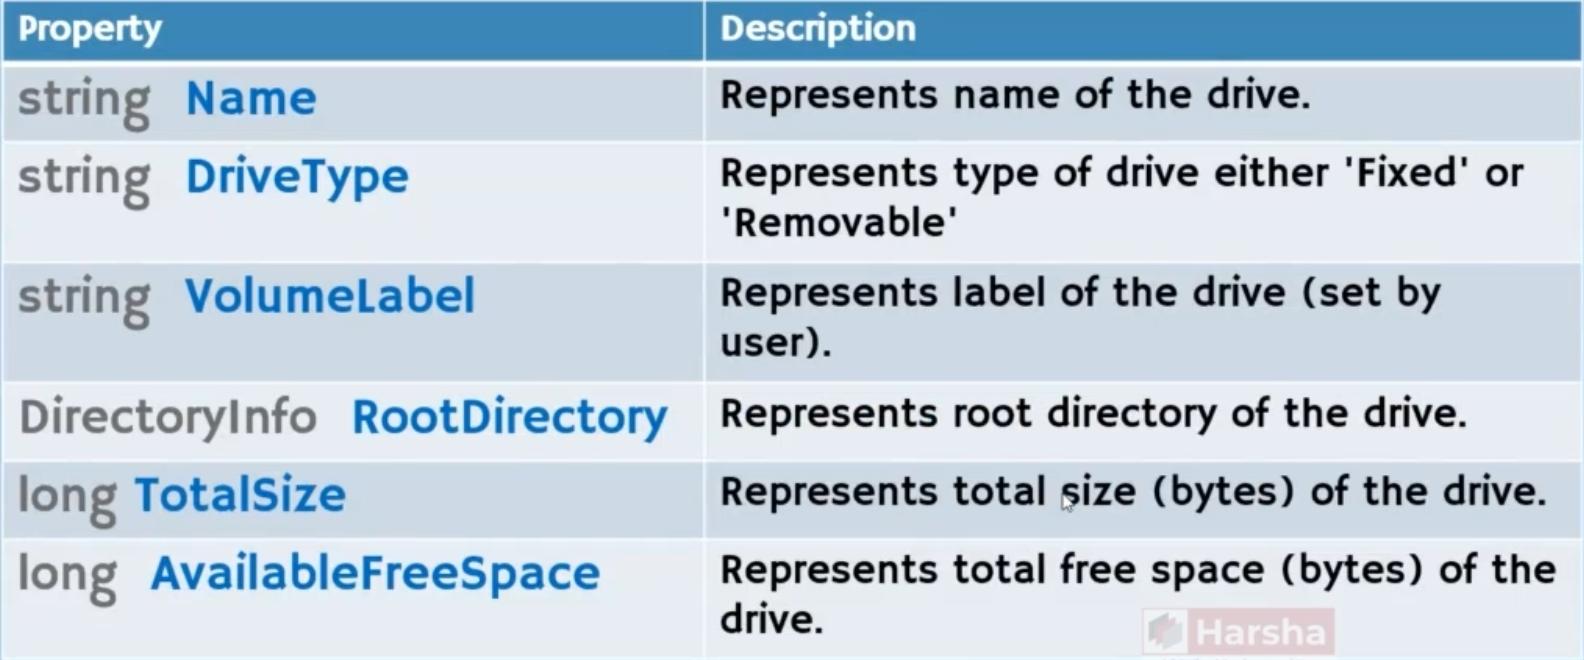 Property Description
string Name Represents name of the drive.
string DriveType Represents type of drive either 'Fixed' or
'Removable'
string VolumeLabel Represents label of the drive (set by
user).
DirectoryInfo RootDirectory Represents root directory of the drive.
long TotalSize Represents total size (bytes) of the drive.
long AvailableFreeSpace Represents total free space (bytes) of the
drive.
Harsha